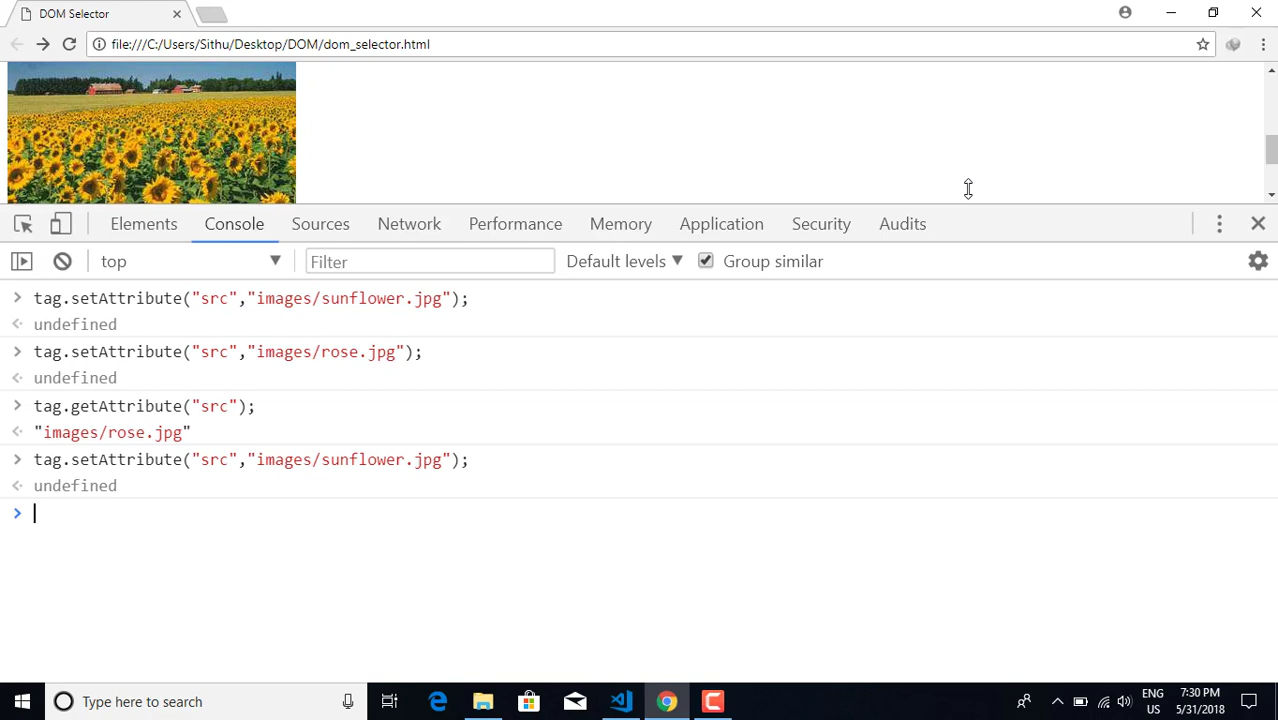 DOM Selector
file:///C:/Users/Sithu/Desktop/DOM/dom_selector.html
Elements Console Sources Network Performance Memory Application Security Audits
top Filter Default levels Group similar
> tag.setAttribute("src","images/sunflower.jpg");
undefined
> tag.setAttribute("src","images/rose.jpg");
undefined
> tag.getAttribute("src");
"images/rose.jpg"
> tag.setAttribute("src","images/sunflower.jpg");
undefined
>
Type here to search
ENG 7:30 PM
US 5/31/2018